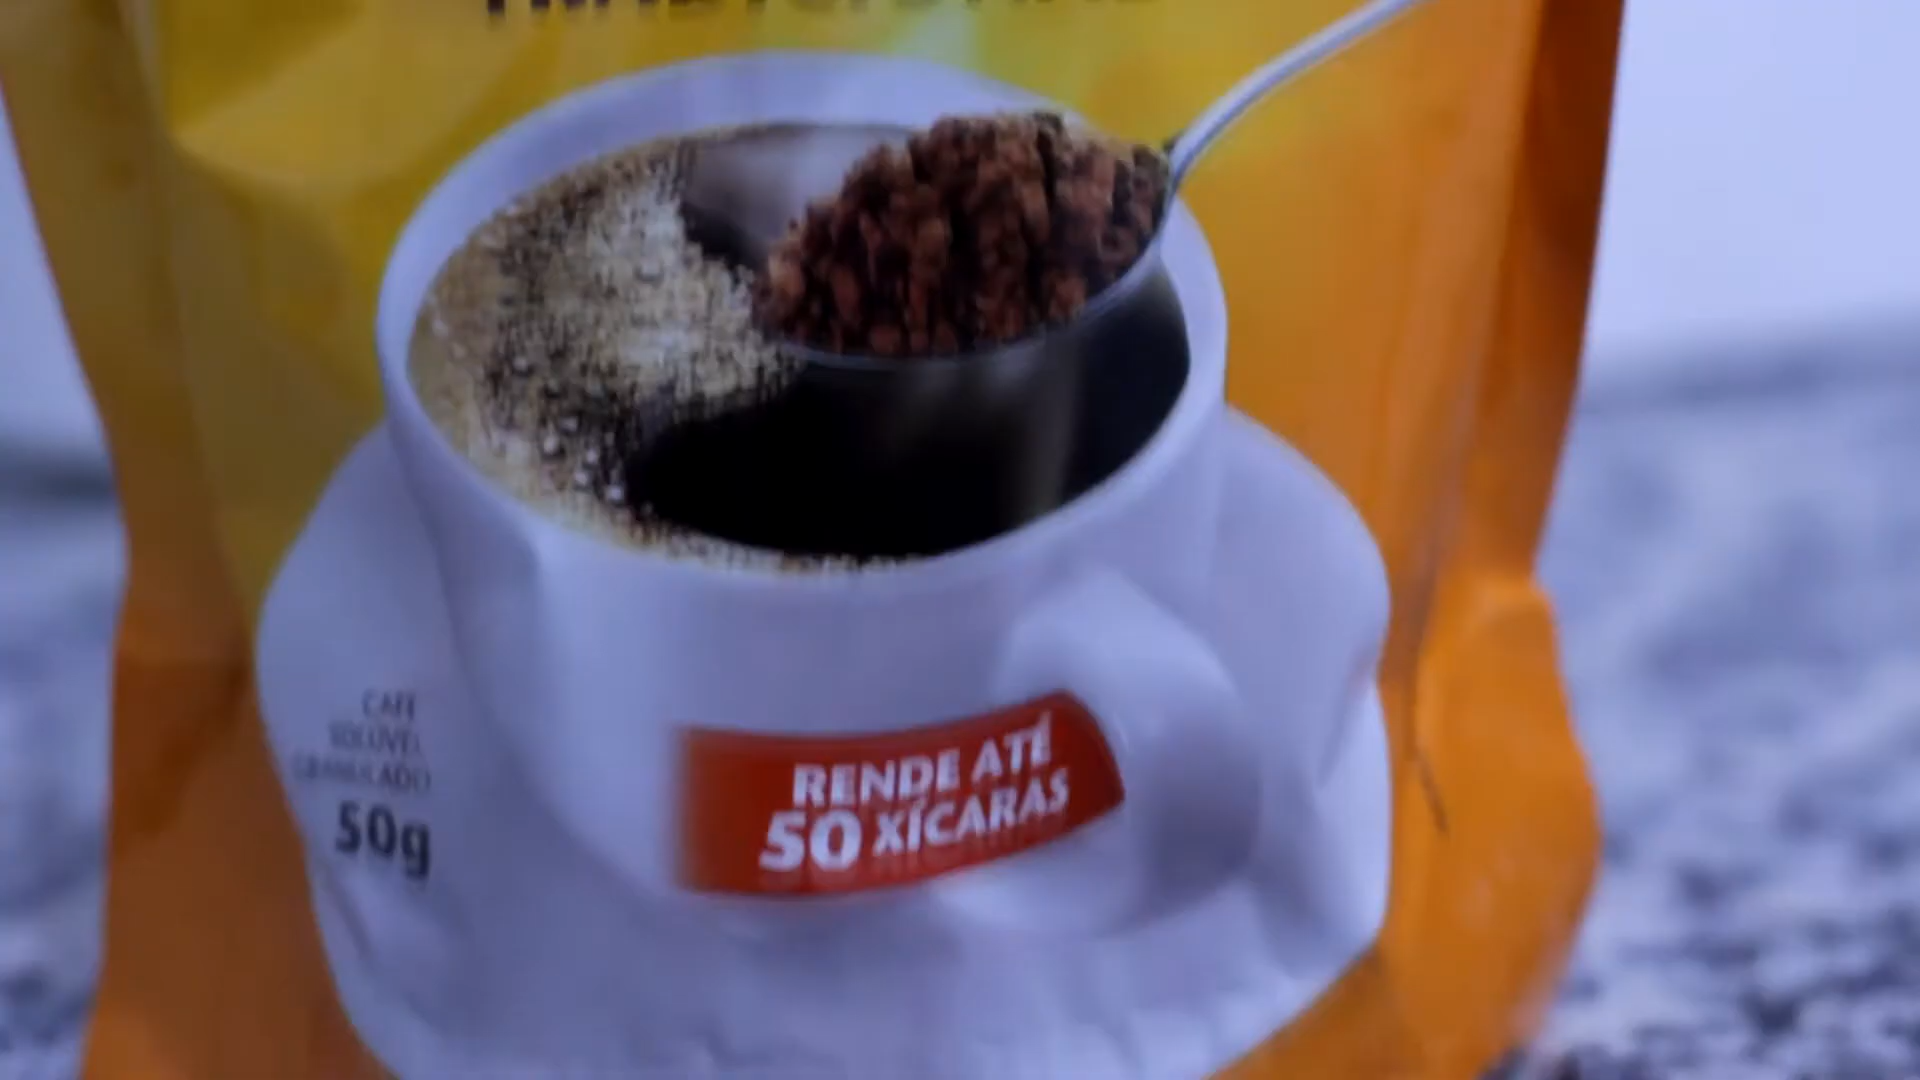 CAFÉ
SOLÚVEL
GRANULADO
50g
RENDE ATÉ
50 XÍCARAS